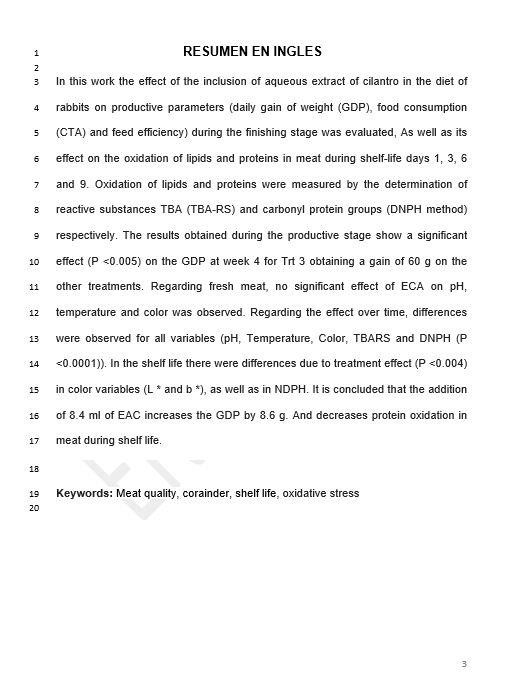 1 RESUMEN EN INGLES
2
3 In this work the effect of the inclusion of aqueous extract of cilantro in the diet of
4 rabbits on productive parameters (daily gain of weight (GDP), food consumption
5 (CTA) and feed efficiency) during the finishing stage was evaluated, As well as its
6 effect on the oxidation of lipids and proteins in meat during shelf-life days 1, 3, 6
7 and 9. Oxidation of lipids and proteins were measured by the determination of
8 reactive substances TBA (TBA-RS) and carbonyl protein groups (DNPH method)
9 respectively. The results obtained during the productive stage show a significant
10 effect (P <0.005) on the GDP at week 4 for Trt 3 obtaining a gain of 60 g on the
11 other treatments. Regarding fresh meat, no significant effect of ECA on pH,
12 temperature and color was observed. Regarding the effect over time, differences
13 were observed for all variables (pH, Temperature, Color, TBARS and DNPH (P
14 <0.0001)). In the shelf life there were differences due to treatment effect (P <0.004)
15 in color variables (L * and b *), as well as in NDPH. It is concluded that the addition
16 of 8.4 ml of EAC increases the GDP by 8.6 g. And decreases protein oxidation in
17 meat during shelf life.
18
19 Keywords: Meat quality, corainder, shelf life, oxidative stress
20
3